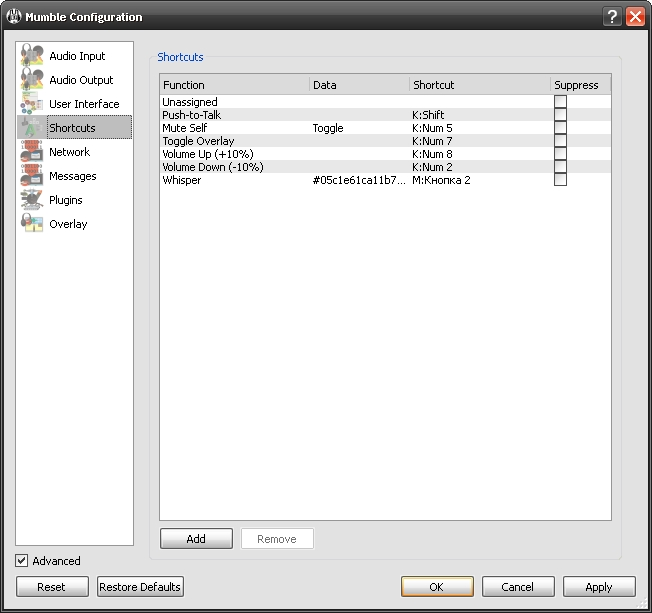 Mumble Configuration
Audio Input
Audio Output
User Interface
Shortcuts
Network
Messages
Plugins
Overlay
Shortcuts
Function Data Shortcut Suppress
Unassigned
Push-to-Talk K:Shift
Mute Self Toggle K:Num 5
Toggle Overlay K:Num 7
Volume Up (+10%) K:Num 8
Volume Down (-10%) K:Num 2
Whisper #05c1e61ca11b7... M:Кнопка 2
Add Remove
Advanced
Reset Restore Defaults OK Cancel Apply